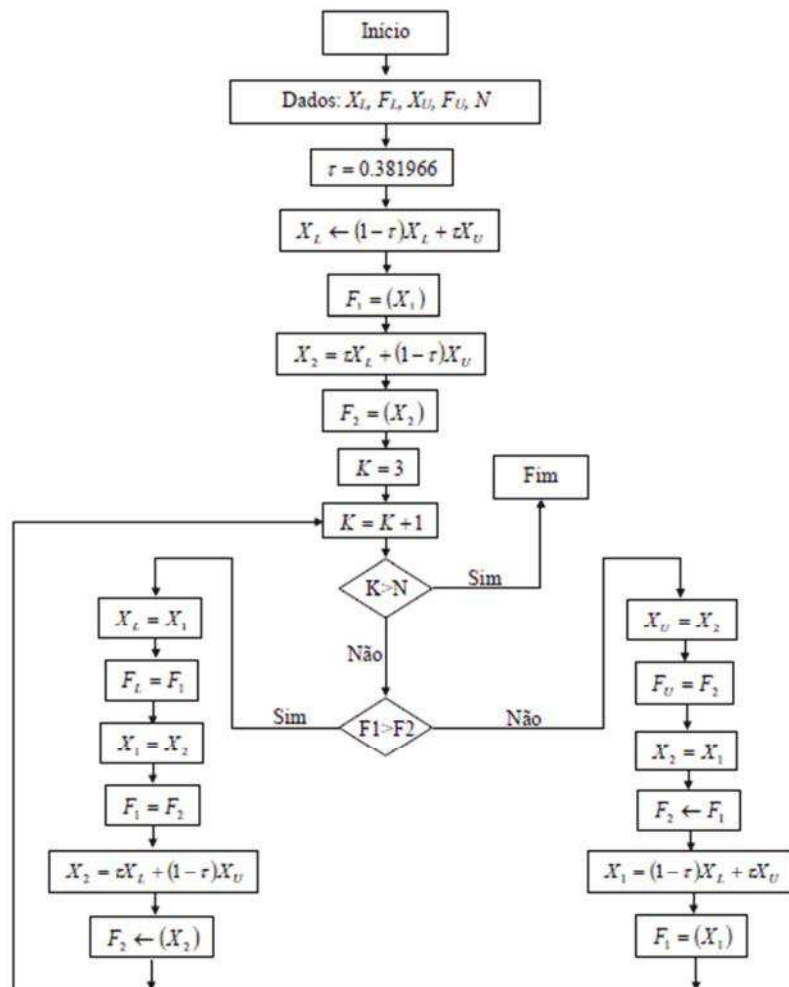 Início
Dados: X_L, F_L, X_U, F_U, N
τ = 0.381966
X_L ← (1 − τ)X_L + τX_U
F_1 = (X_1)
X_2 = τX_L + (1 − τ)X_U
F_2 = (X_2)
K = 3
Fim
K = K + 1
K>N
Sim
Não
F1>F2
Sim
Não
X_L = X_1
F_L = F_1
X_1 = X_2
F_1 = F_2
X_2 = τX_L + (1 − τ)X_U
F_2 ← (X_2)
X_U = X_2
F_U = F_2
X_2 = X_1
F_2 ← F_1
X_1 = (1 − τ)X_L + τX_U
F_1 = (X_1)